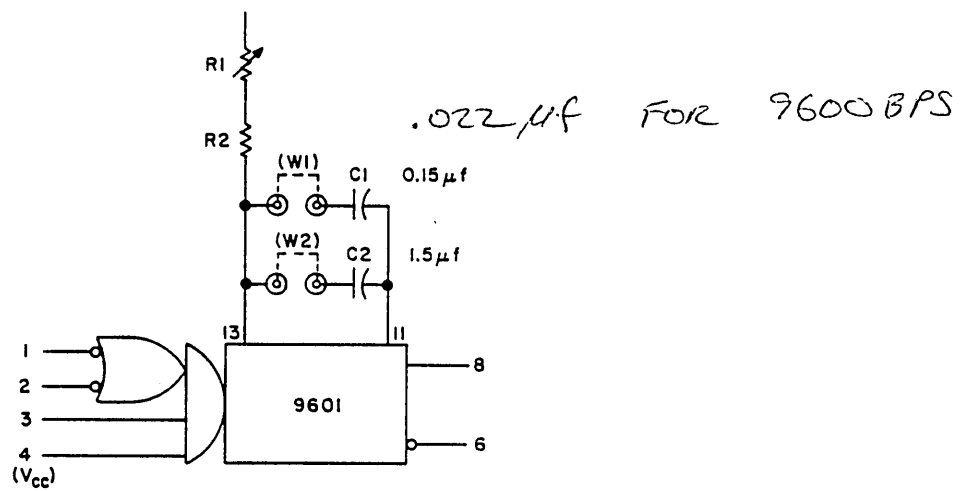 R1
.022 μf FOR 9600 BPS
R2
(W1) C1 0.15 μf
(W2) C2 1.5 μf
13 11
1 8
2
9601
3
6
4
(VCC)